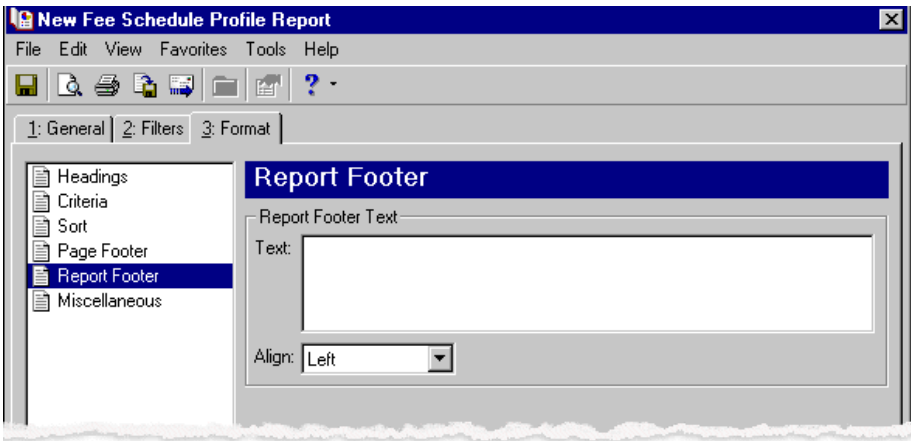 New Fee Schedule Profile Report
File Edit View Favorites Tools Help
1: General 2: Filters 3: Format
Headings
Criteria
Sort
Page Footer
Report Footer
Miscellaneous
Report Footer
Report Footer Text
Text:
Align: Left